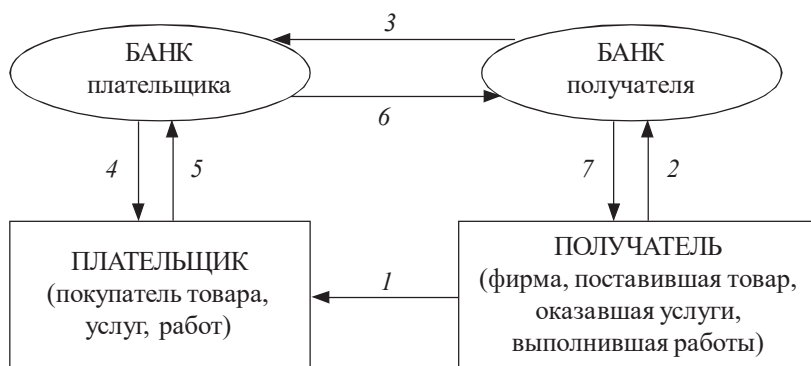 3
БАНК
плательщика
БАНК
получателя
6
4
5
7
2
ПЛАТЕЛЬЩИК
(покупатель товара,
услуг, работ)
1
ПОЛУЧАТЕЛЬ
(фирма, поставившая товар,
оказавшая услуги,
выполнившая работы)